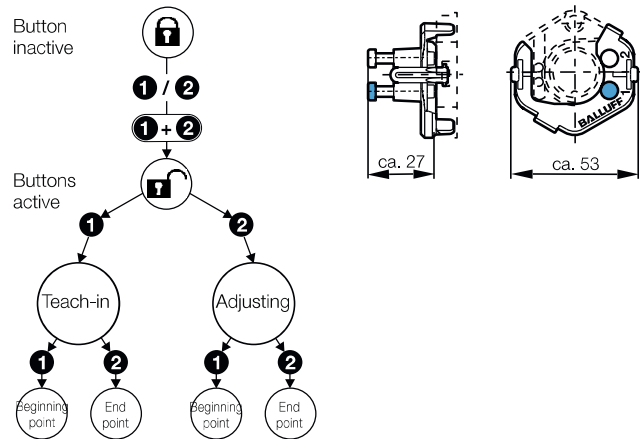 Button
inactive
1 / 2
1 + 2
Buttons
active
1
2
Teach-in
Adjusting
1
2
1
2
Beginning
point
End
point
Beginning
point
End
point
ca. 27
2
BALLUFF
ca. 53